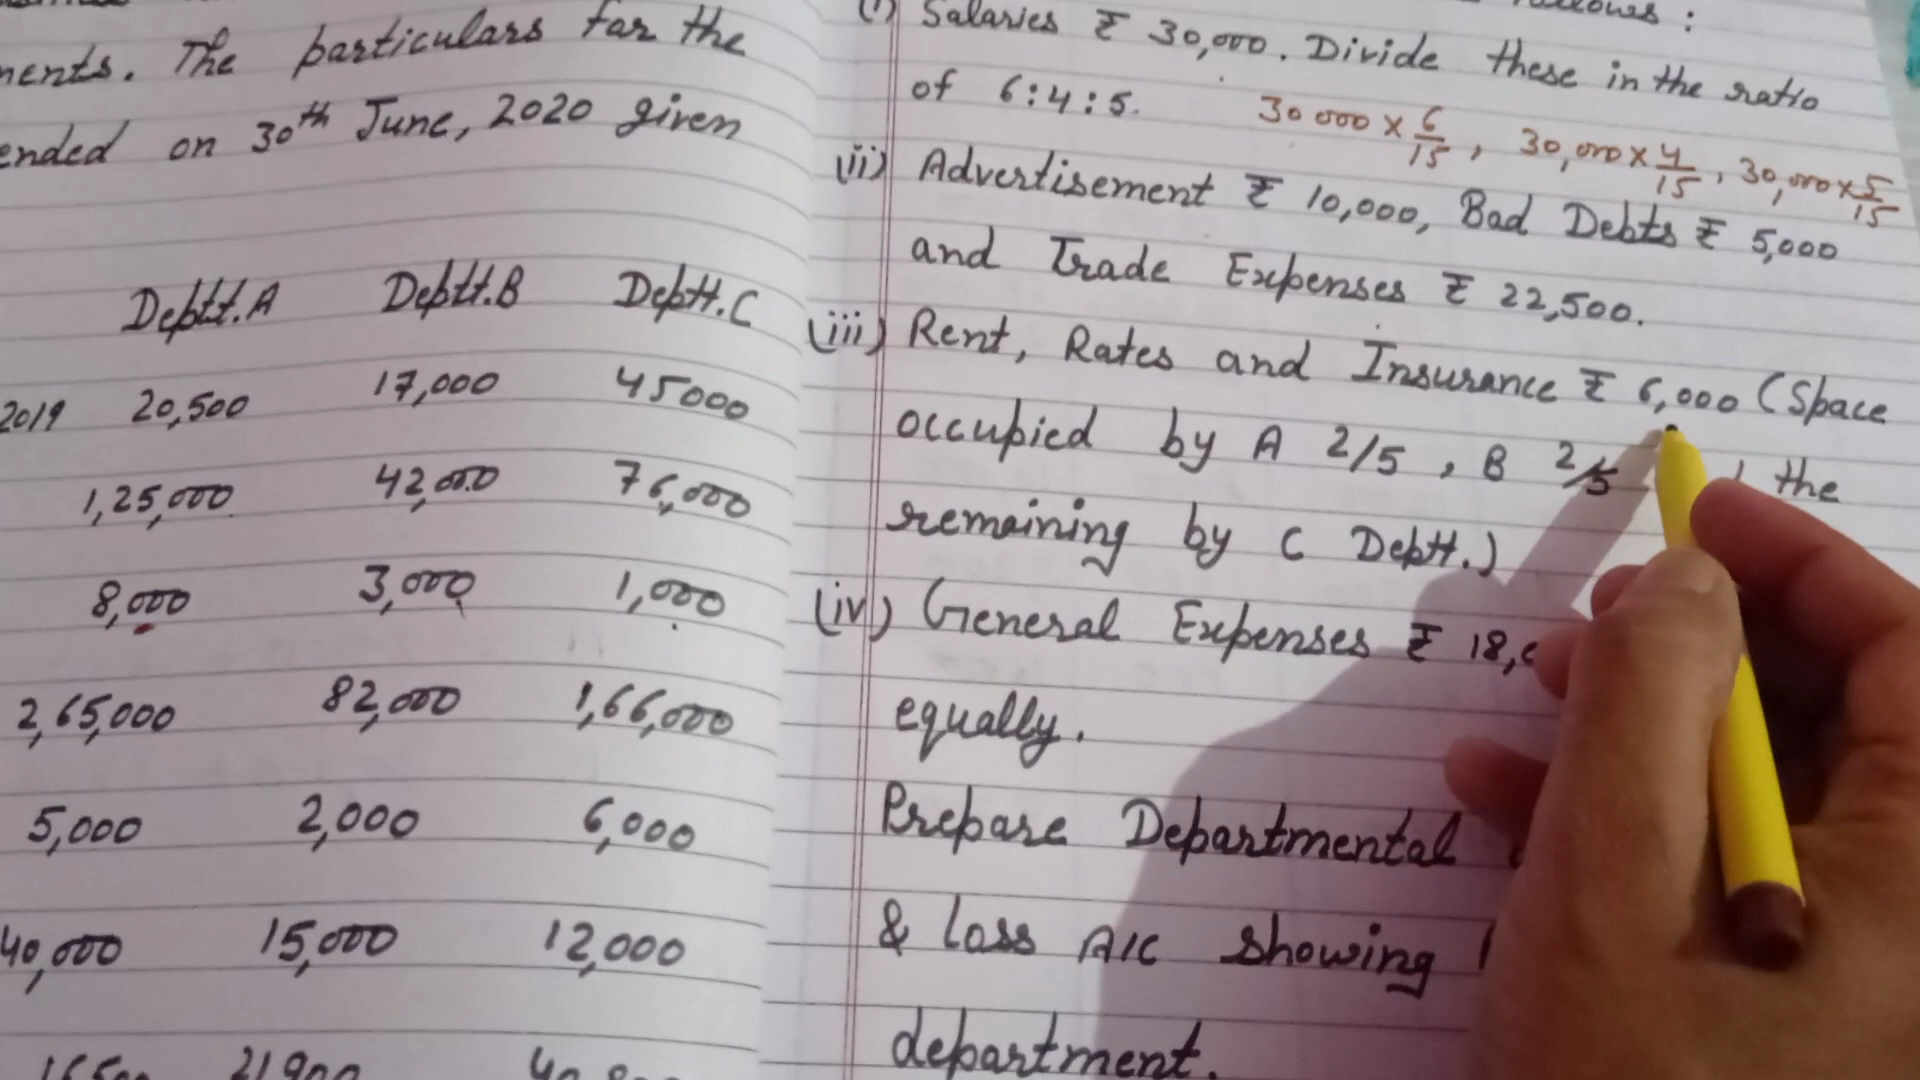 ments. The particulars for the
ended on 30th June, 2020 given
Deptt.A Deptt.B Deptt.C
2019 20,500 17,000 45000
1,25,000 42,000 76,000
8,000 3,000 1,000
2,65,000 82,000 1,66,000
5,000 2,000 6,000
40,000 15,000 12,000
21900
(i) Salaries ₹ 30,000. Divide these in the ratio
of 6:4:5. 30000 × 6/15, 30,000 × 4/15, 30,000 × 5/15
(ii) Advertisement ₹ 10,000, Bad Debts ₹ 5,000
and Trade Expenses ₹ 22,500.
(iii) Rent, Rates and Insurance ₹ 6,000 (Space
occupied by A 2/5, B 2/5 the
remaining by C Deptt.)
(iv) General Expenses ₹ 18,
equally.
Prepare Departmental
& loss A/C showing
department.